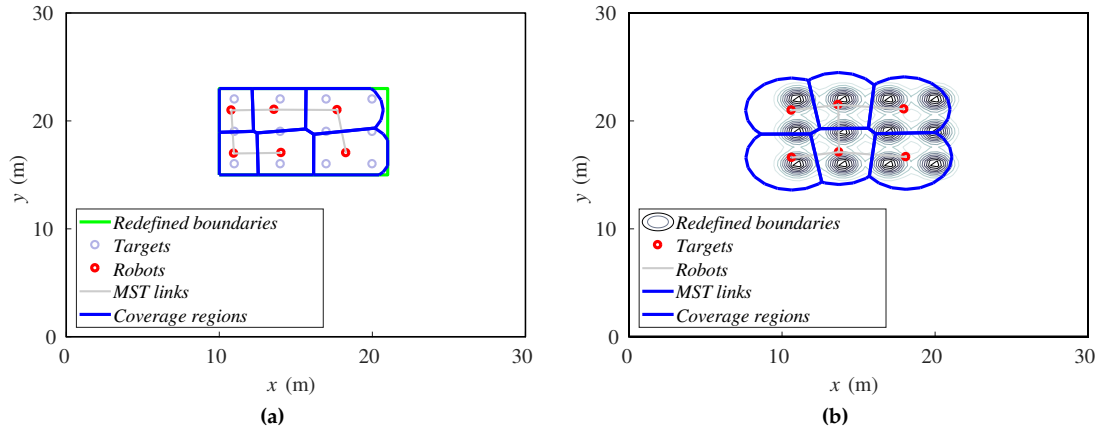 30
20
10
0
y (m)
Redefined boundaries
Targets
Robots
MST links
Coverage regions
0
10
20
30
x (m)
(a)
30
20
10
0
y (m)
Redefined boundaries
Targets
Robots
MST links
Coverage regions
0
10
20
30
x (m)
(b)